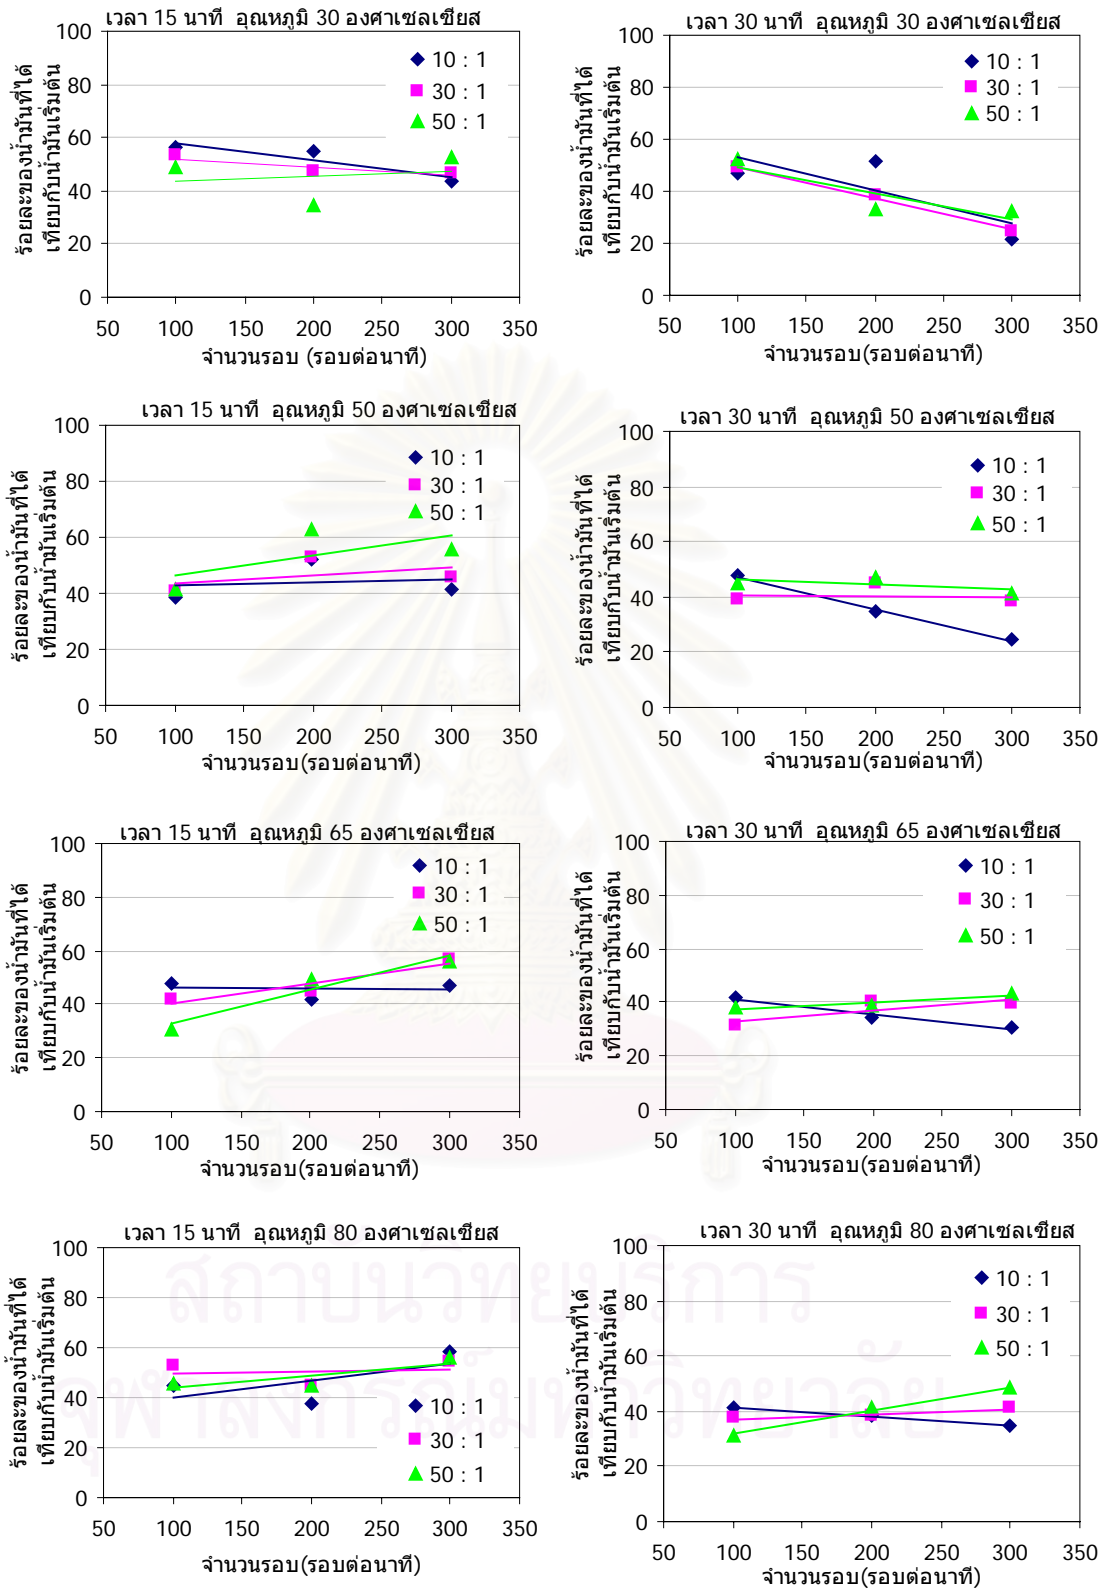 เวลา 15 นาที อุณหภูมิ 30 องศาเซลเซียส
ร้อยละของน้ำมันที่ได้
เทียบกับน้ำมันเริ่มต้น
100
80
60
40
20
0
10 : 1
30 : 1
50 : 1
50 100 150 200 250 300 350
จำนวนรอบ (รอบต่อนาที)
เวลา 30 นาที อุณหภูมิ 30 องศาเซลเซียส
ร้อยละของน้ำมันที่ได้
เทียบกับน้ำมันเริ่มต้น
100
80
60
40
20
0
10 : 1
30 : 1
50 : 1
50 100 150 200 250 300 350
จำนวนรอบ(รอบต่อนาที)
เวลา 15 นาที อุณหภูมิ 50 องศาเซลเซียส
ร้อยละของน้ำมันที่ได้
เทียบกับน้ำมันเริ่มต้น
100
80
60
40
20
0
10 : 1
30 : 1
50 : 1
50 100 150 200 250 300 350
จำนวนรอบ(รอบต่อนาที)
เวลา 30 นาที อุณหภูมิ 50 องศาเซลเซียส
ร้อยละของน้ำมันที่ได้
เทียบกับน้ำมันเริ่มต้น
100
80
60
40
20
0
10 : 1
30 : 1
50 : 1
50 100 150 200 250 300 350
จำนวนรอบ(รอบต่อนาที)
เวลา 15 นาที อุณหภูมิ 65 องศาเซลเซียส
ร้อยละของน้ำมันที่ได้
เทียบกับน้ำมันเริ่มต้น
100
80
60
40
20
0
10 : 1
30 : 1
50 : 1
50 100 150 200 250 300 350
จำนวนรอบ(รอบต่อนาที)
เวลา 30 นาที อุณหภูมิ 65 องศาเซลเซียส
ร้อยละของน้ำมันที่ได้
เทียบกับน้ำมันเริ่มต้น
100
80
60
40
20
0
10 : 1
30 : 1
50 : 1
50 100 150 200 250 300 350
จำนวนรอบ(รอบต่อนาที)
เวลา 15 นาที อุณหภูมิ 80 องศาเซลเซียส
ร้อยละของน้ำมันที่ได้
เทียบกับน้ำมันเริ่มต้น
100
80
60
40
20
0
10 : 1
30 : 1
50 : 1
50 100 150 200 250 300 350
จำนวนรอบ(รอบต่อนาที)
เวลา 30 นาที อุณหภูมิ 80 องศาเซลเซียส
ร้อยละของน้ำมันที่ได้
เทียบกับน้ำมันเริ่มต้น
100
80
60
40
20
0
10 : 1
30 : 1
50 : 1
50 100 150 200 250 300 350
จำนวนรอบ(รอบต่อนาที)
สถาบันวิทยบริการ
จุฬาลงกรณ์มหาวิทยาลัย